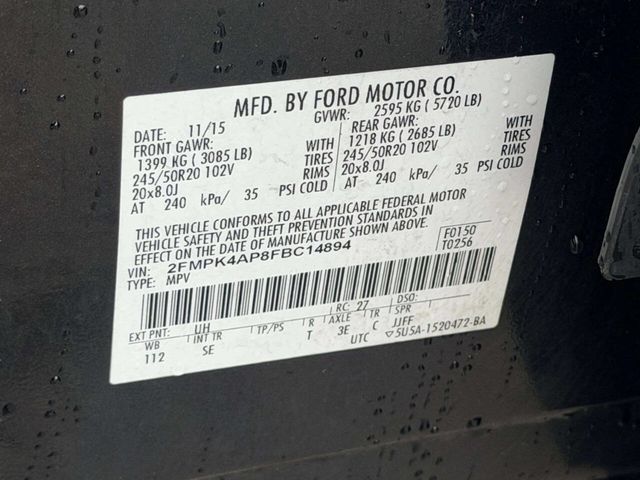 MFD. BY FORD MOTOR CO.
DATE: 11/15 GVWR: 2595 KG ( 5720 LB)
FRONT GAWR: REAR GAWR:
1399 KG ( 3085 LB) WITH 1218 KG ( 2685 LB) WITH
245/50R20 102V TIRES 245/50R20 102V TIRES
20x8.0J RIMS 20x8.0J RIMS
AT 240 kPa/ 35 PSI COLD AT 240 kPa/ 35 PSI COLD
THIS VEHICLE CONFORMS TO ALL APPLICABLE FEDERAL MOTOR
VEHICLE SAFETY AND THEFT PREVENTION STANDARDS IN
EFFECT ON THE DATE OF MANUFACTURE SHOWN ABOVE.
VIN: 2FMPK4AP8FBC14894 F0150
TYPE: MPV T0256
EXT PNT: UH RC: 27 DSO:
WB INT TR TP/PS R AXLE TR SPR
112 SE T 3E C JJFF
UTC ▽5U5A-1520472-BA